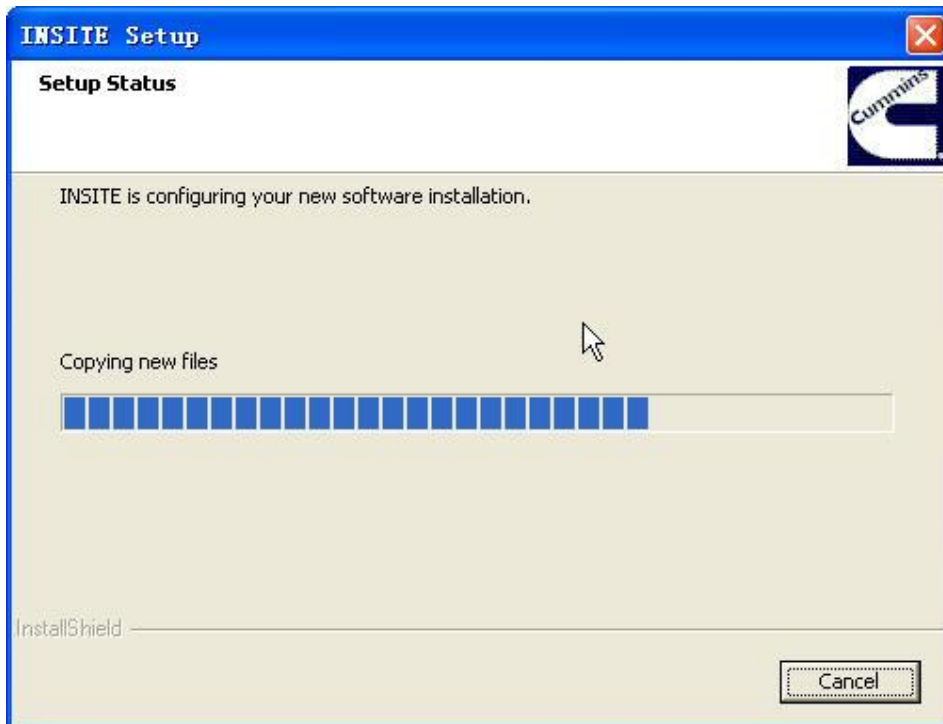 INSITE Setup
Setup Status
Cummins
INSITE is configuring your new software installation.
Copying new files
InstallShield
Cancel